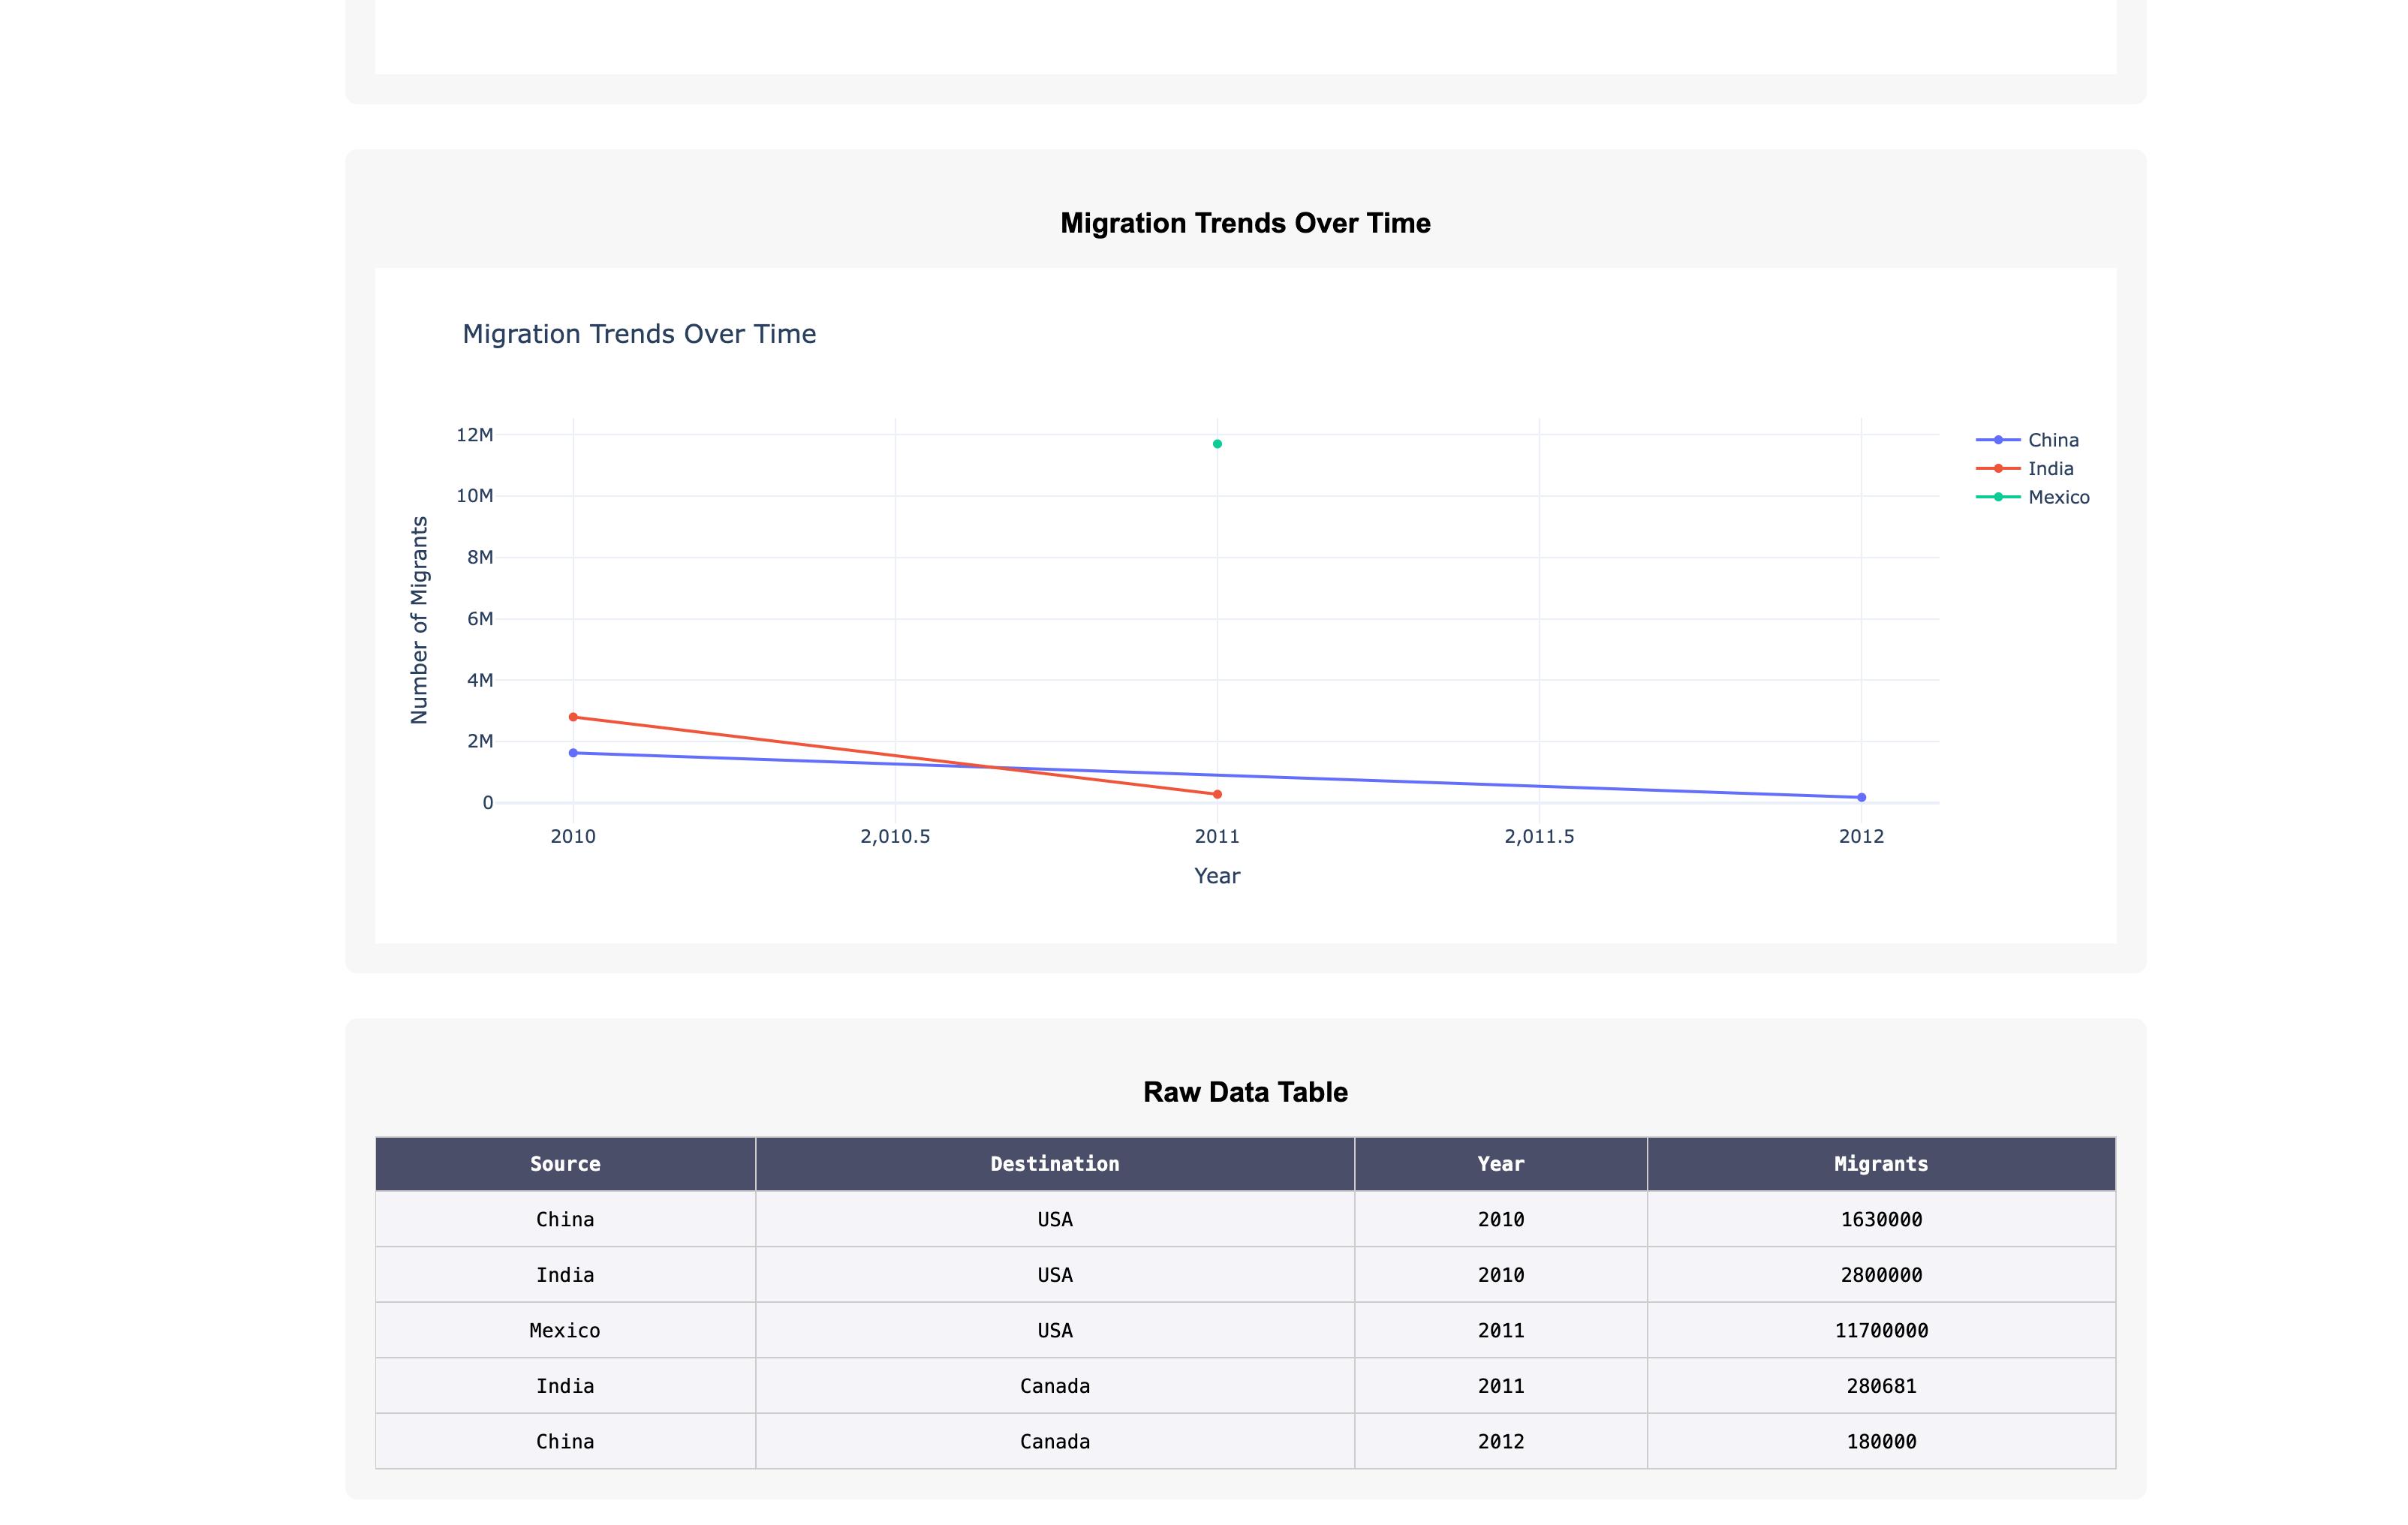 Migration Trends Over Time
Migration Trends Over Time
12M
10M
8M
6M
4M
2M
0
Number of Migrants
2010 2,010.5 2011 2,011.5 2012
Year
China
India
Mexico
Raw Data Table
Source Destination Year Migrants
China USA 2010 1630000
India USA 2010 2800000
Mexico USA 2011 11700000
India Canada 2011 280681
China Canada 2012 180000